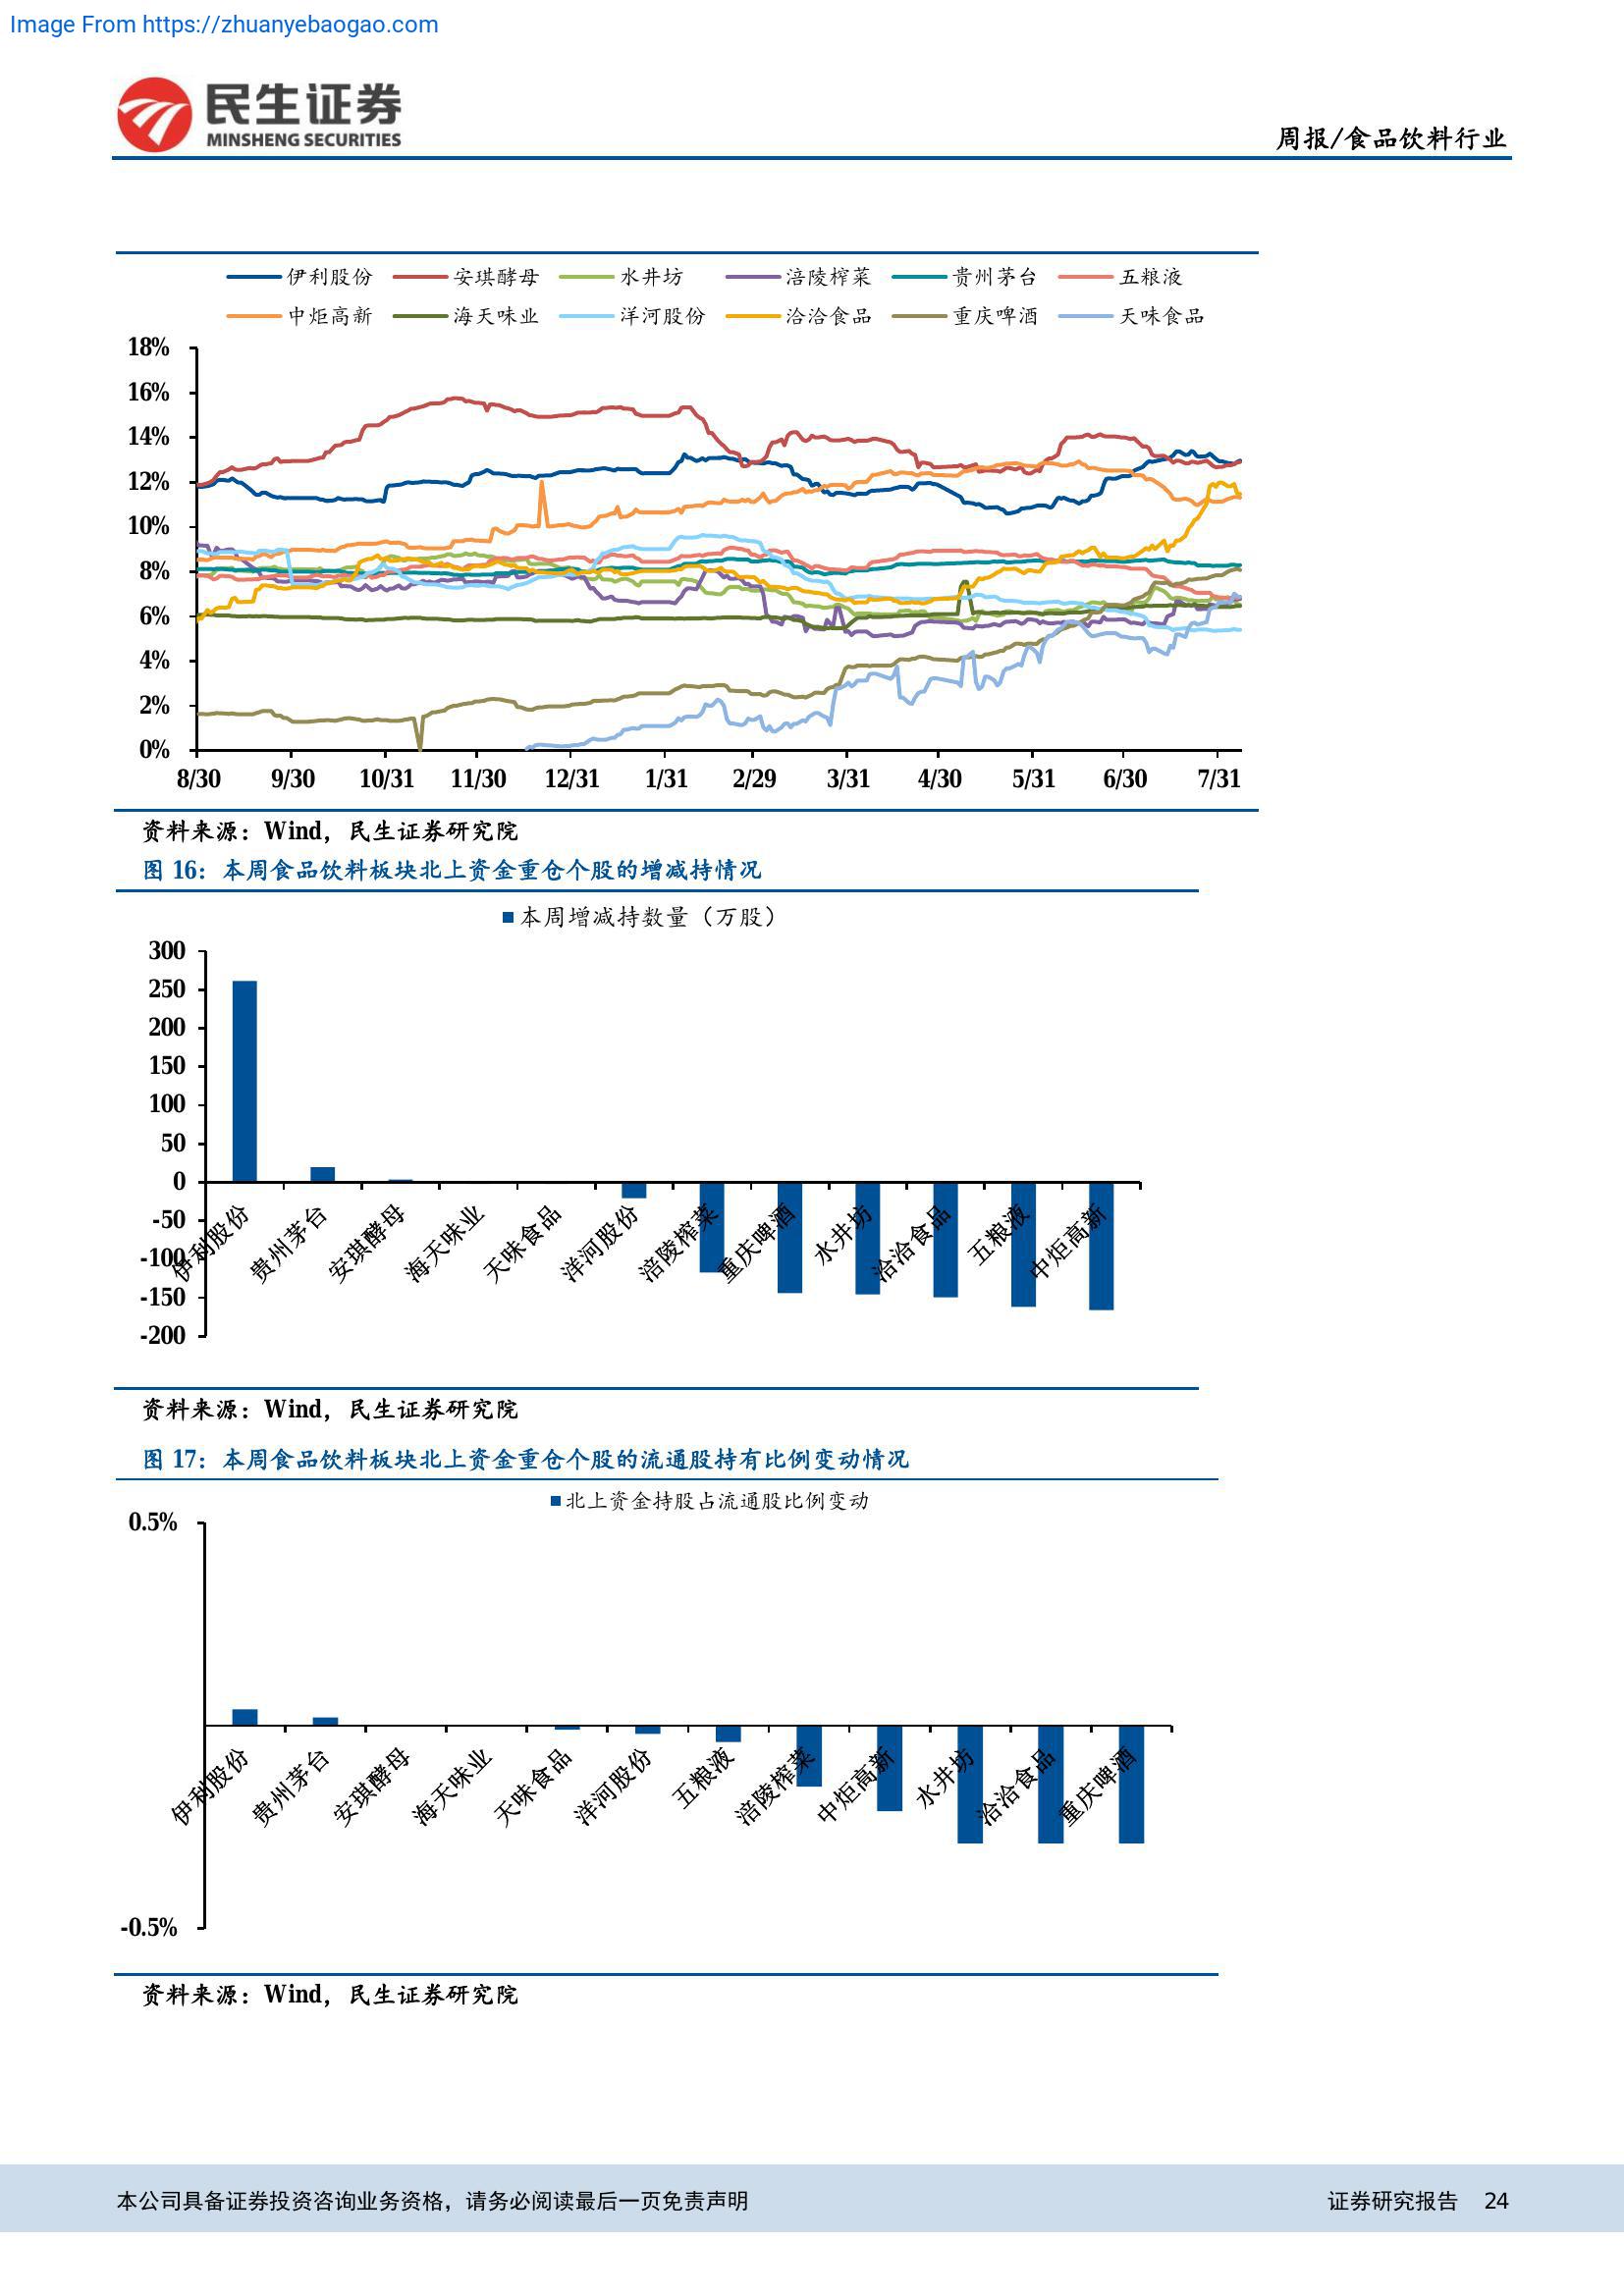 Image From https://zhuanyebaogao.com
民生证券
MINSHENG SECURITIES
周报/食品饮料行业
伊利股份 安琪酵母 水井坊 涪陵榨菜 贵州茅台 五粮液
中炬高新 海天味业 洋河股份 洽洽食品 重庆啤酒 天味食品
18%
16%
14%
12%
10%
8%
6%
4%
2%
0%
8/30 9/30 10/31 11/30 12/31 1/31 2/29 3/31 4/30 5/31 6/30 7/31
资料来源：Wind，民生证券研究院
图 16：本周食品饮料板块北上资金重仓个股的增减持情况
本周增减持数量（万股）
300
250
200
150
100
50
0
-50
-100
-150
-200
伊利股份 贵州茅台 安琪酵母 海天味业 天味食品 洋河股份 涪陵榨菜 重庆啤酒 水井坊 洽洽食品 五粮液 中炬高新
资料来源：Wind，民生证券研究院
图 17：本周食品饮料板块北上资金重仓个股的流通股持有比例变动情况
北上资金持股占流通股比例变动
0.5%
-0.5%
伊利股份 贵州茅台 安琪酵母 海天味业 天味食品 洋河股份 五粮液 涪陵榨菜 中炬高新 水井坊 洽洽食品 重庆啤酒
资料来源：Wind，民生证券研究院
本公司具备证券投资咨询业务资格，请务必阅读最后一页免责声明
证券研究报告 24